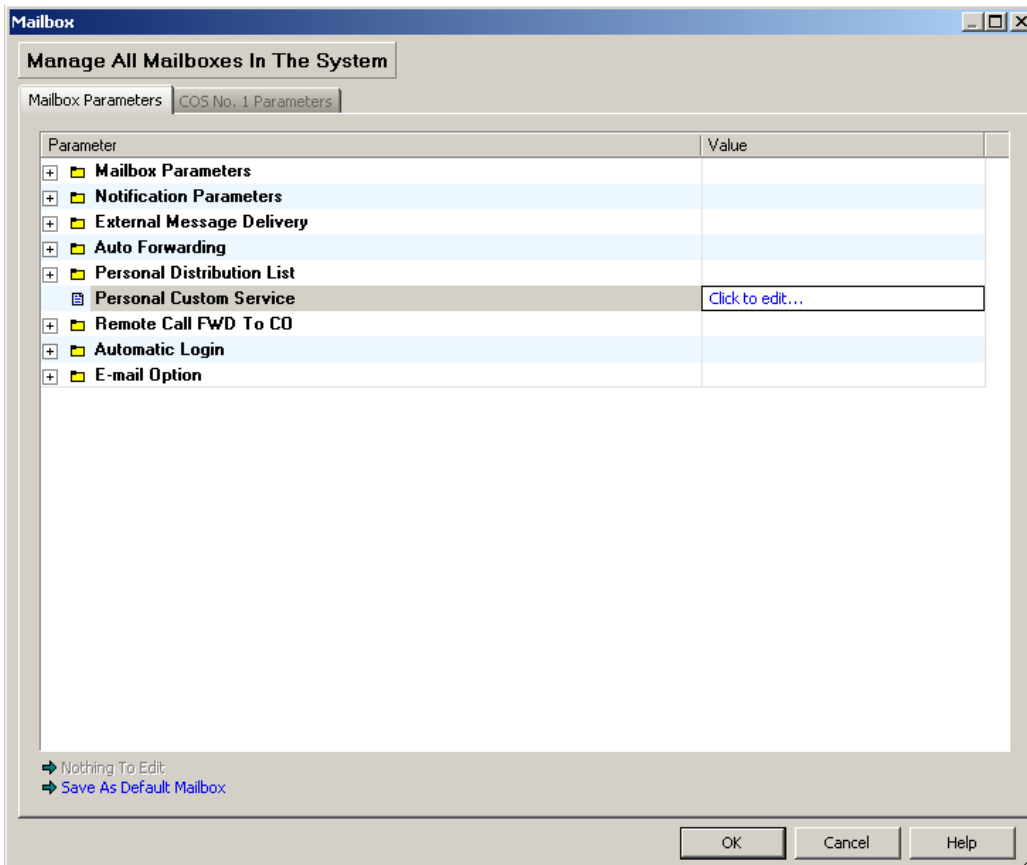 Mailbox
Manage All Mailboxes In The System
Mailbox Parameters COS No. 1 Parameters
Parameter Value
Mailbox Parameters
Notification Parameters
External Message Delivery
Auto Forwarding
Personal Distribution List
Personal Custom Service Click to edit...
Remote Call FWD To CO
Automatic Login
E-mail Option
Nothing To Edit
Save As Default Mailbox
OK Cancel Help